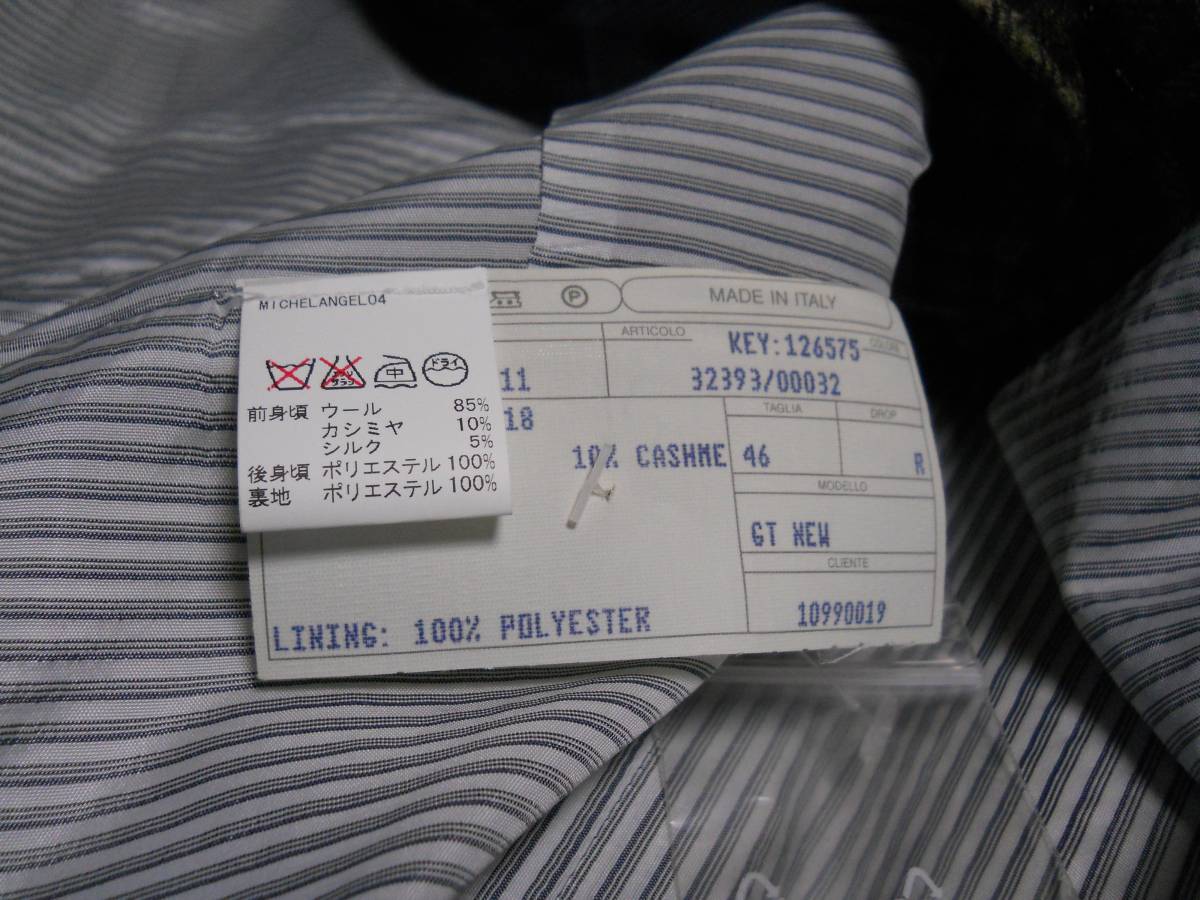 MICHELANGELO4
ドライ
中
前身頃 ウール 85%
カシミヤ 10%
シルク 5%
後身頃 ポリエステル 100%
裏地 ポリエステル 100%
P
MADE IN ITALY
ARTICOLO
KEY:126575
COLORE
11
32393/00032
18
10% CASHME
TAGLIA
DROP
46
R
MODELLO
GT NEW
CLIENTE
10990019
LINING: 100% POLYESTER